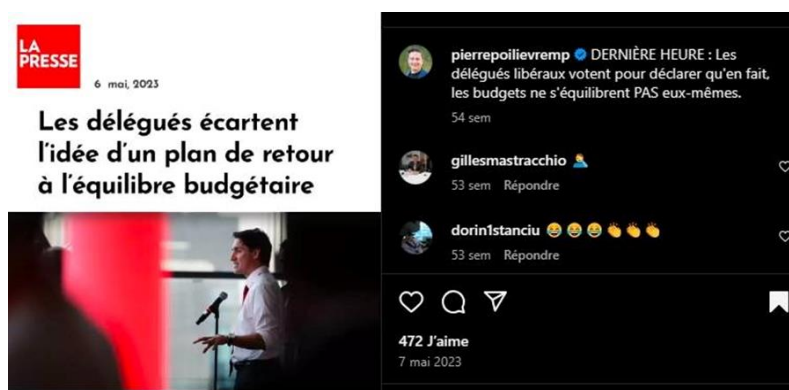 LA
PRESSE
6 mai, 2023
Les délégués écartent
l'idée d'un plan de retour
à l'équilibre budgétaire
pierrepoilievremp DERNIÈRE HEURE : Les
délégués libéraux votent pour déclarer qu'en fait,
les budgets ne s'équilibrent PAS eux-mêmes.
54 sem
gillesmastracchio 🤦‍♂️
53 sem Répondre
dorin1stanciu 😂😂😂👏👏👏
53 sem Répondre
472 J'aime
7 mai 2023